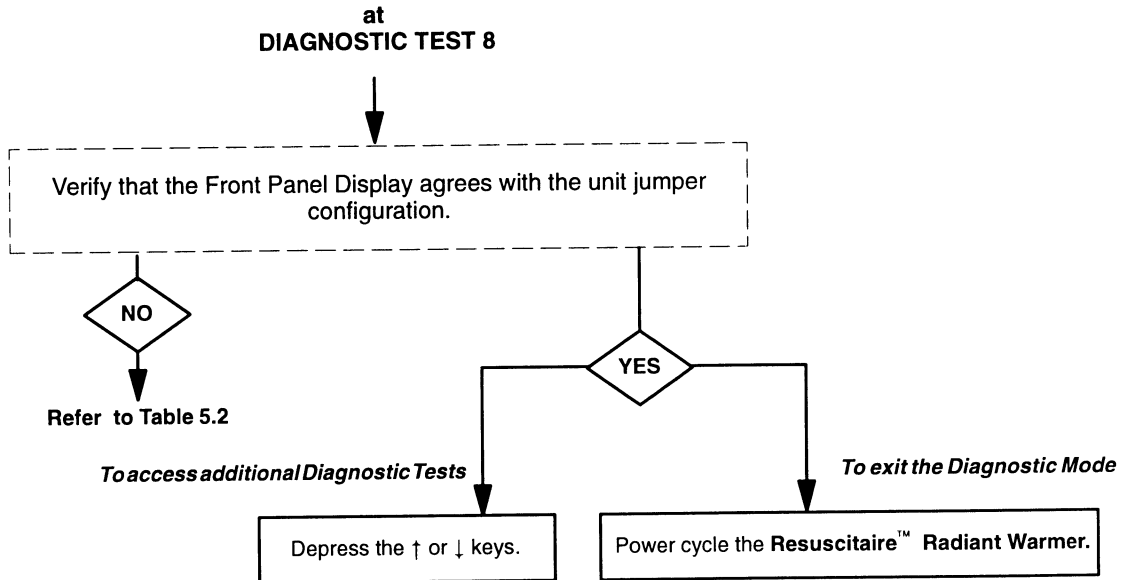 at
DIAGNOSTIC TEST 8
Verify that the Front Panel Display agrees with the unit jumper
configuration.
NO
YES
Refer to Table 5.2
To access additional Diagnostic Tests
To exit the Diagnostic Mode
Depress the ↑ or ↓ keys.
Power cycle the Resuscitaire™ Radiant Warmer.